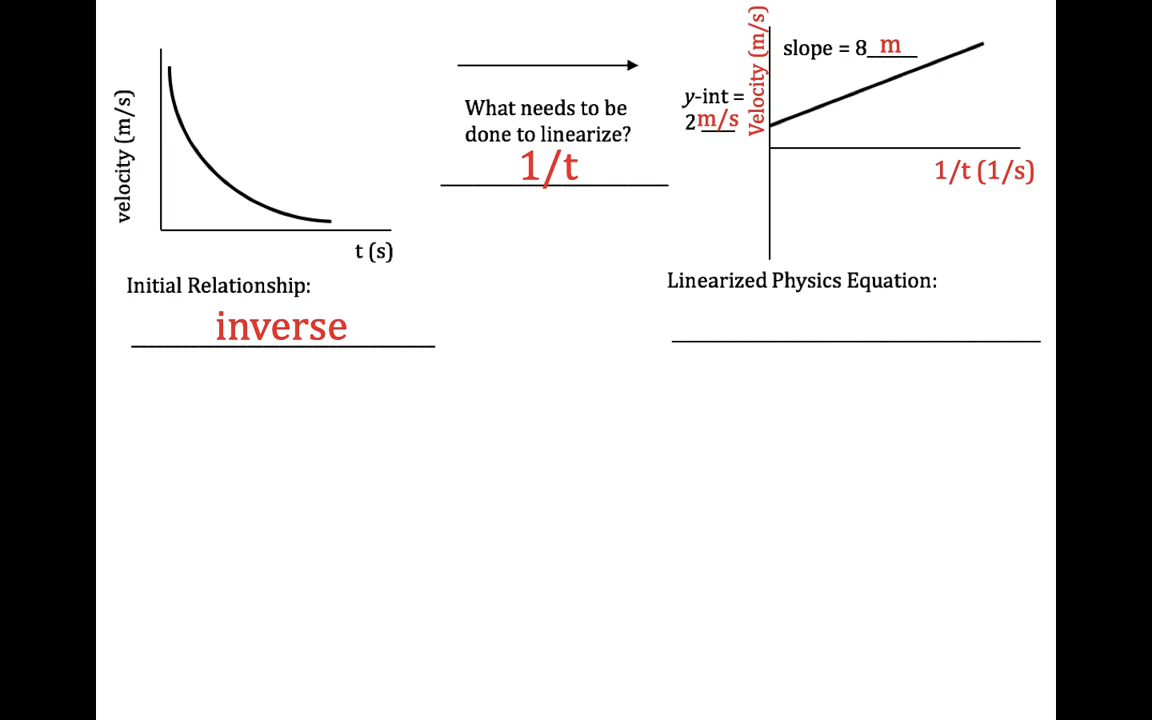 velocity (m/s)
t (s)
Initial Relationship:
inverse
What needs to be
done to linearize?
1/t
Velocity (m/s)
slope = 8 m
y-int =
2 m/s
1/t (1/s)
Linearized Physics Equation: